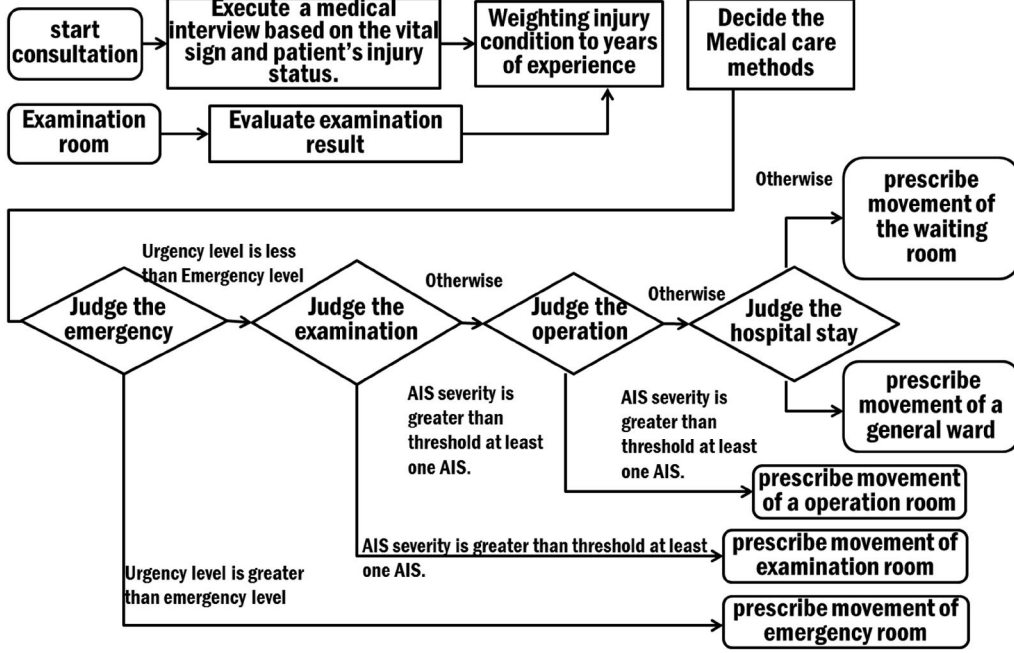 start
consultation
Execute a medical
interview based on the vital
sign and patient's injury
status.
Weighting injury
condition to years
of experience
Decide the
Medical care
methods
Examination
room
Evaluate examination
result
Otherwise
prescribe
movement of
the waiting
room
Urgency level is less
than Emergency level
Otherwise
Otherwise
Judge the
emergency
Judge the
examination
Judge the
operation
Judge the
hospital stay
AIS severity is
greater than
threshold at least
one AIS.
AIS severity is
greater than
threshold at least
one AIS.
prescribe
movement of a
general ward
prescribe movement
of a operation room
AIS severity is greater than threshold at least
one AIS.
prescribe movement of
examination room
Urgency level is greater
than emergency level
prescribe movement of
emergency room